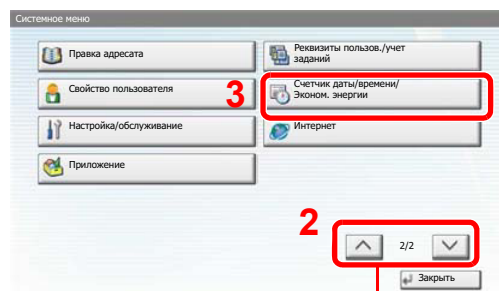 Системное меню
Правка адресата
Реквизиты пользов./учет
заданий
Свойство пользователя
3
Счетчик даты/времени/
Эконом. энергии
Настройка/обслуживание
Интернет
Приложение
2
2/2
Закрыть